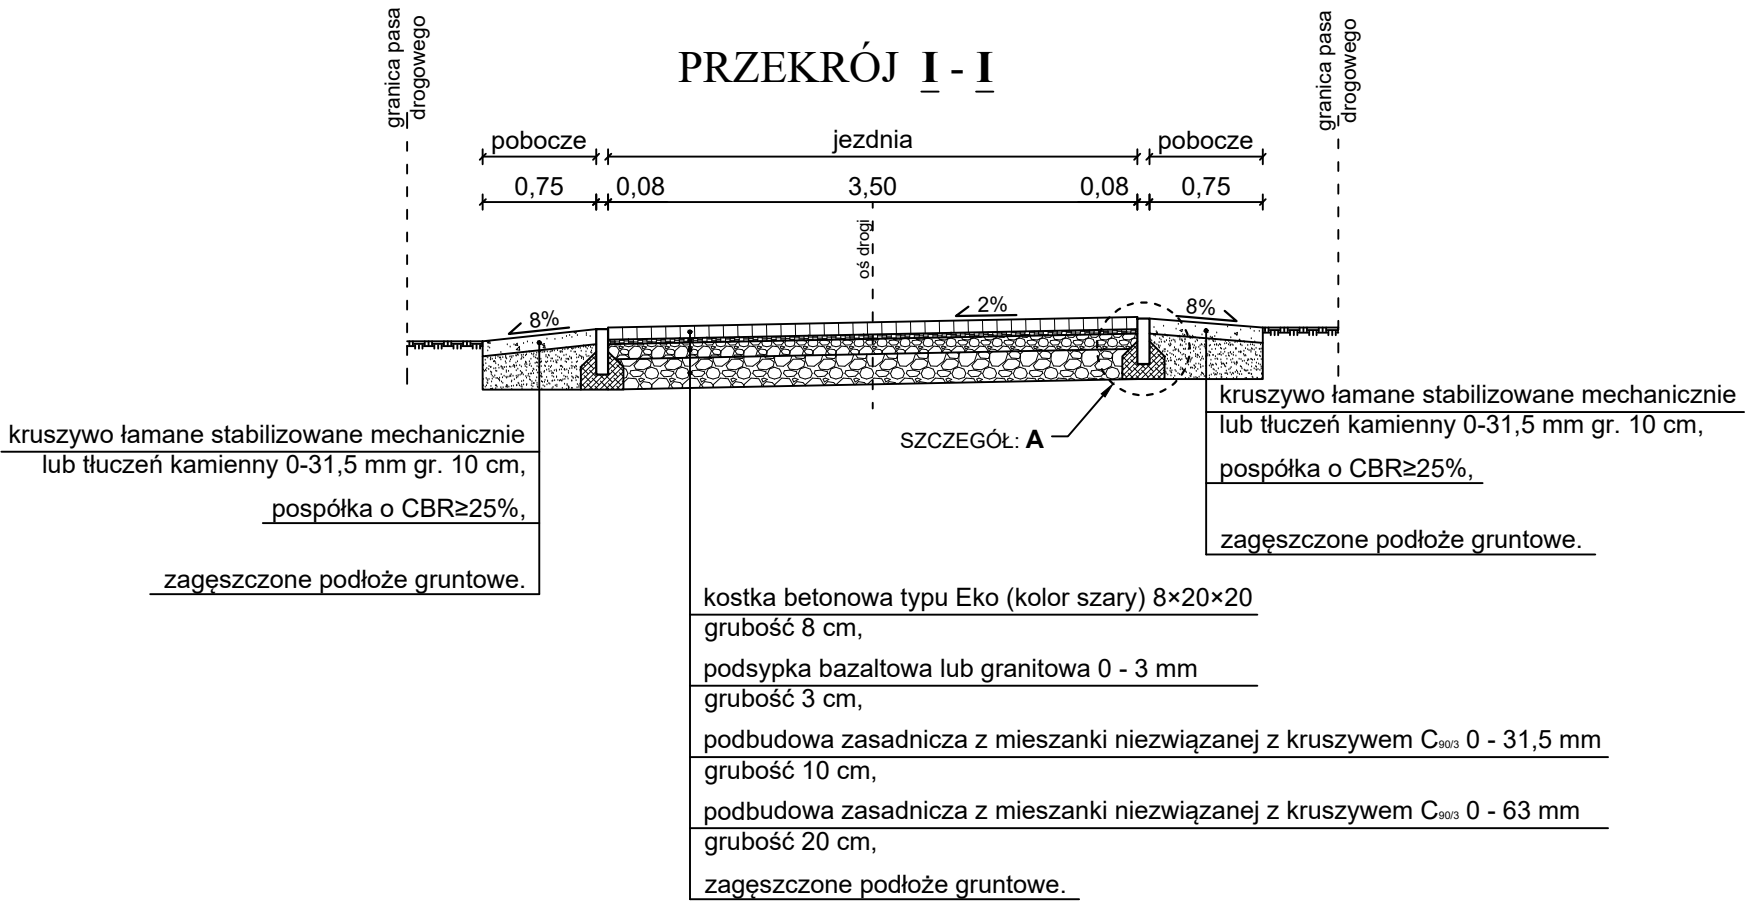 granica pasa
drogowego
PRZEKRÓJ I - I
granica pasa
drogowego
pobocze
jezdnia
pobocze
0,75
0,08
3,50
0,08
0,75
oś drogi
8%
2%
8%
SZCZEGÓŁ: A
kruszywo łamane stabilizowane mechanicznie
lub tłuczeń kamienny 0-31,5 mm gr. 10 cm,
pospółka o CBR≥25%,
zagęszczone podłoże gruntowe.
kruszywo łamane stabilizowane mechanicznie
lub tłuczeń kamienny 0-31,5 mm gr. 10 cm,
pospółka o CBR≥25%,
zagęszczone podłoże gruntowe.
kostka betonowa typu Eko (kolor szary) 8×20×20
grubość 8 cm,
podsypka bazaltowa lub granitowa 0 - 3 mm
grubość 3 cm,
podbudowa zasadnicza z mieszanki niezwiązanej z kruszywem C90/3 0 - 31,5 mm
grubość 10 cm,
podbudowa zasadnicza z mieszanki niezwiązanej z kruszywem C90/3 0 - 63 mm
grubość 20 cm,
zagęszczone podłoże gruntowe.